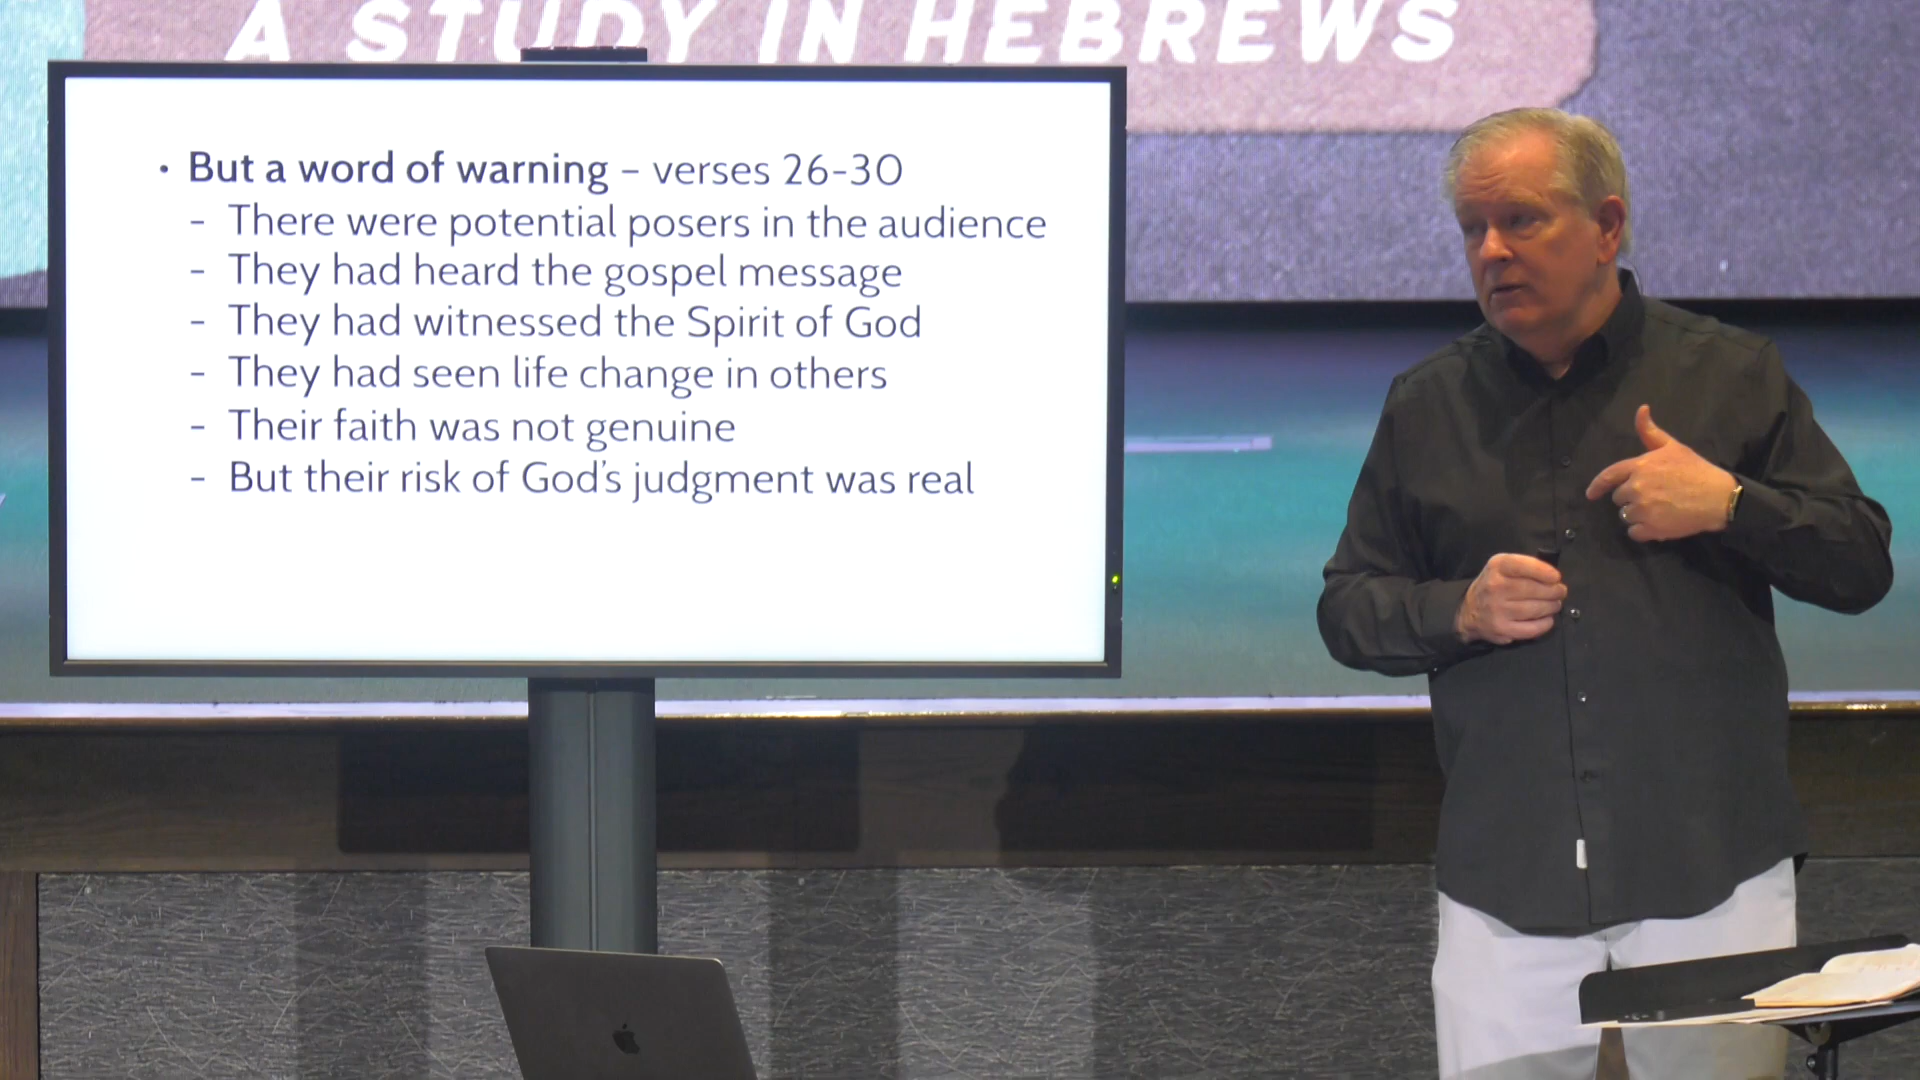 A STUDY IN HEBREWS
• But a word of warning – verses 26-30
- There were potential posers in the audience
- They had heard the gospel message
- They had witnessed the Spirit of God
- They had seen life change in others
- Their faith was not genuine
- But their risk of God's judgment was real